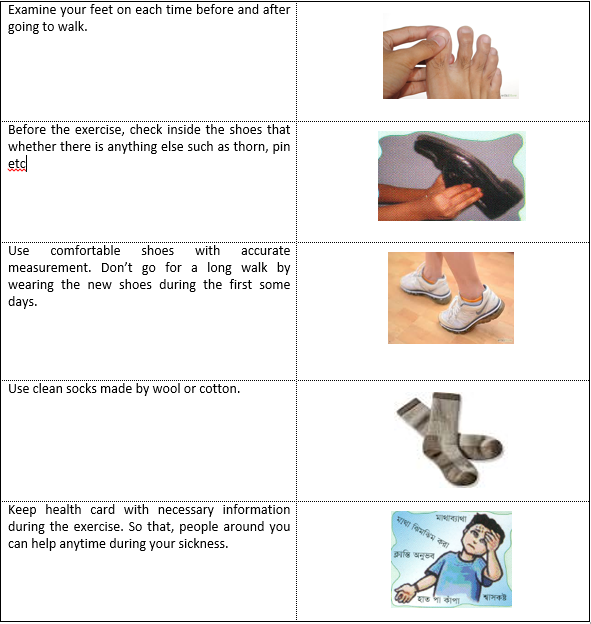 Examine your feet on each time before and after
going to walk.
Before the exercise, check inside the shoes that
whether there is anything else such as thorn, pin
etc
Use comfortable shoes with accurate
measurement. Don't go for a long walk by
wearing the new shoes during the first some
days.
Use clean socks made by wool or cotton.
Keep health card with necessary information
during the exercise. So that, people around you
can help anytime during your sickness.
মাথাব্যাথা
মাথা ঝিমঝিম করা
ক্লান্তি অনুভব
হাত পা কাঁপা
শ্বাসকষ্ট